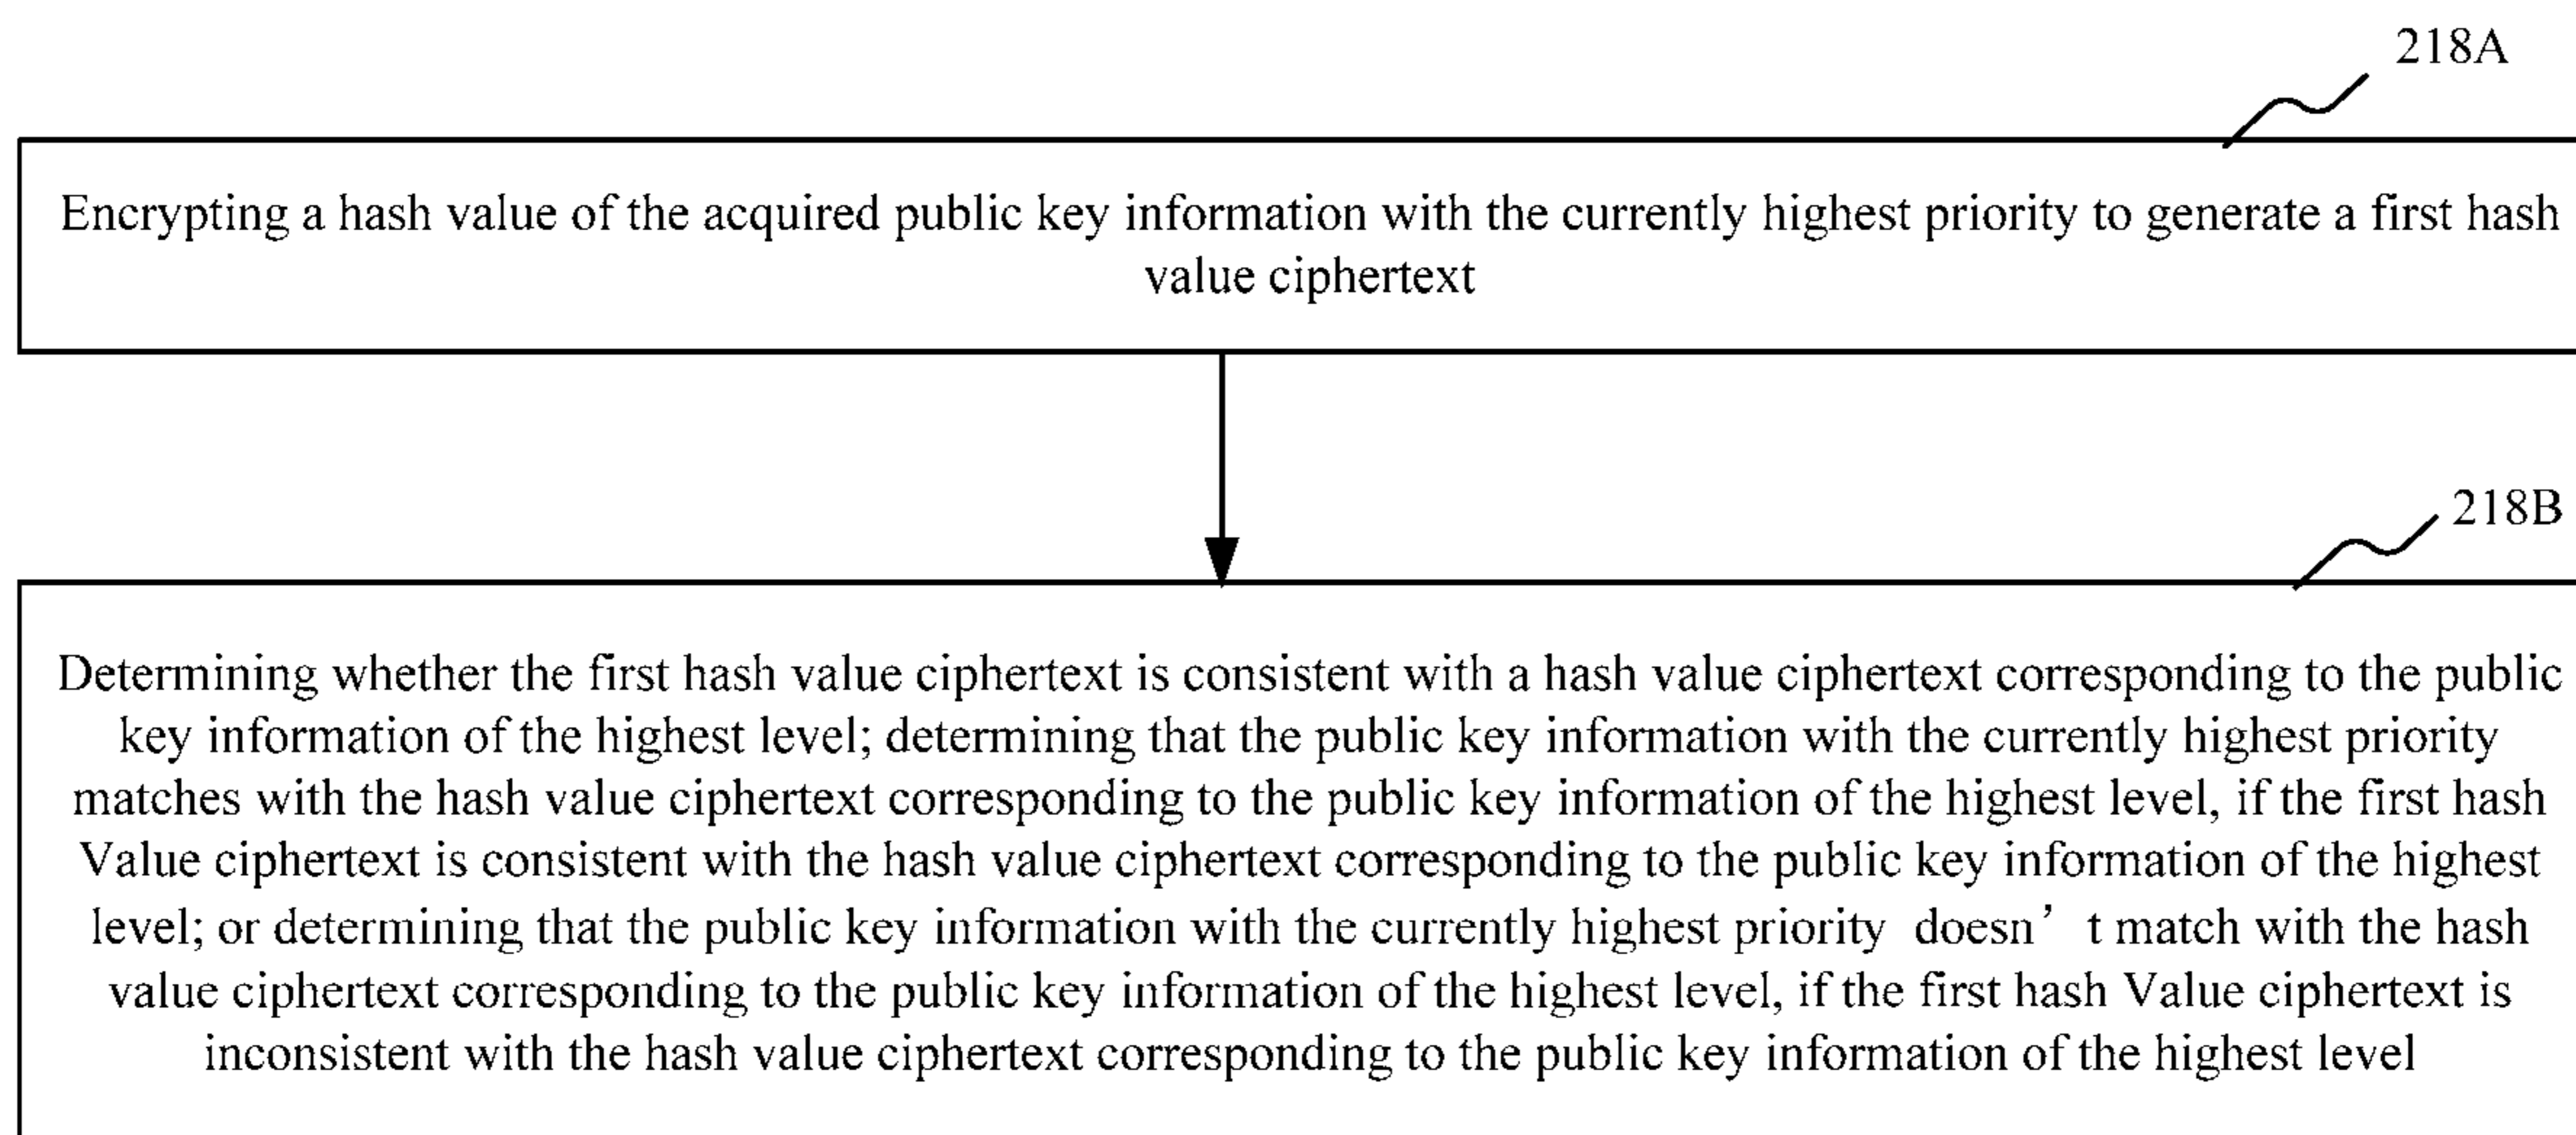 218A
Encrypting a hash value of the acquired public key information with the currently highest priority to generate a first hash
value ciphertext
218B
Determining whether the first hash value ciphertext is consistent with a hash value ciphertext corresponding to the public
key information of the highest level; determining that the public key information with the currently highest priority
matches with the hash value ciphertext corresponding to the public key information of the highest level, if the first hash
Value ciphertext is consistent with the hash value ciphertext corresponding to the public key information of the highest
level; or determining that the public key information with the currently highest priority doesn’ t match with the hash
value ciphertext corresponding to the public key information of the highest level, if the first hash Value ciphertext is
inconsistent with the hash value ciphertext corresponding to the public key information of the highest level